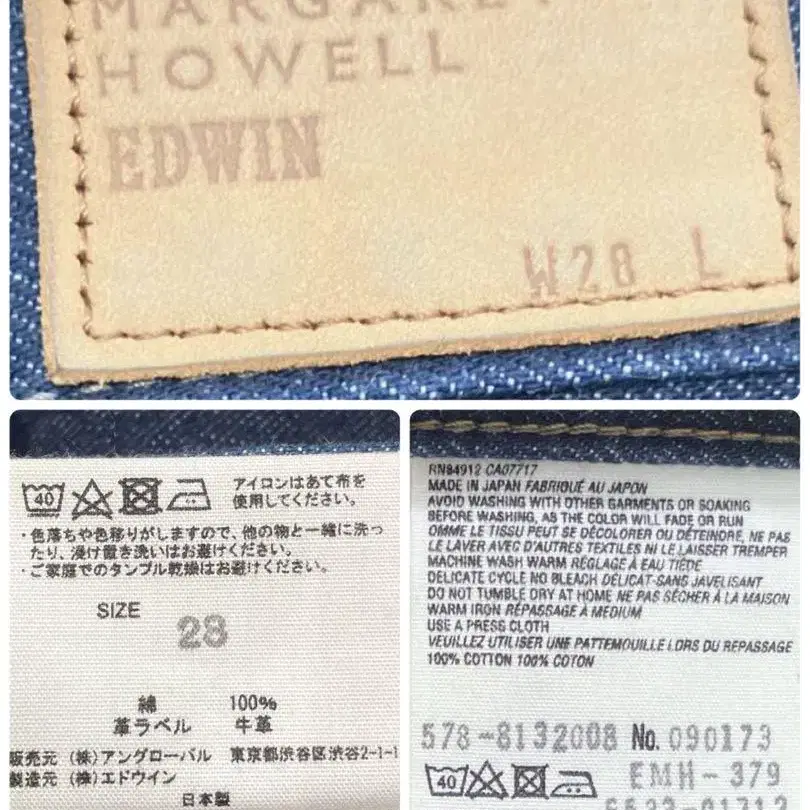 MARGARET
HOWELL
EDWIN
W28 L
40
アイロンはあて布を
使用してください。
・色落ちや色移りがしますので、他の物と一緒に洗っ
たり、浸け置き洗いはお避けください。
・ご家庭でのタンブル乾燥はお避けください。
SIZE
28
綿 100%
革ラベル 牛革
販売元 (株)アングローバル 東京都渋谷区渋谷2-1-1
製造元 (株)エドウイン
日本製
RN84912 CA07717
MADE IN JAPAN FABRIQUÉ AU JAPON
AVOID WASHING WITH OTHER GARMENTS OR SOAKING
BEFORE WASHING, AS THE COLOR WILL FADE OR RUN
OMME LE TISSU PEUT SE DÉCOLORER OU DÉTEINDRE, NE PAS
LE LAVER AVEC D'AUTRES TEXTILES NI LE LAISSER TREMPER
MACHINE WASH WARM RÉGLAGE À L'EAU TIÈDE
DELICATE CYCLE NO BLEACH DÉLICAT-SANS JAVELISANT
DO NOT TUMBLE DRY AT HOME NE PAS SÉCHER À LA MAISON
WARM IRON RÉPASSAGE À MEDIUM
USE A PRESS CLOTH
VEUILLEZ UTILISER UNE PATTEMOUILLE LORS DU REPASSAGE
100% COTTON 100% COTON
578-8132008 No. 090173
40
EMH-379